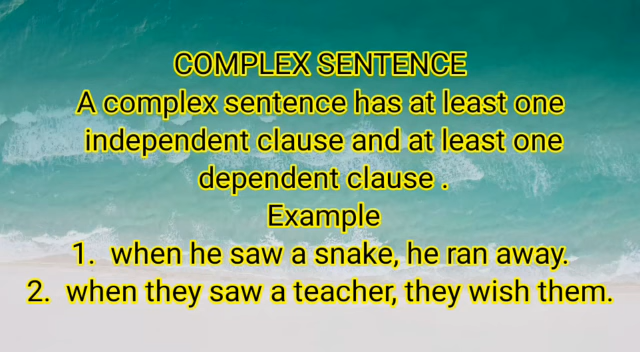 COMPLEX SENTENCE
A complex sentence has at least one
independent clause and at least one
dependent clause .
Example
1. when he saw a snake, he ran away.
2. when they saw a teacher, they wish them.